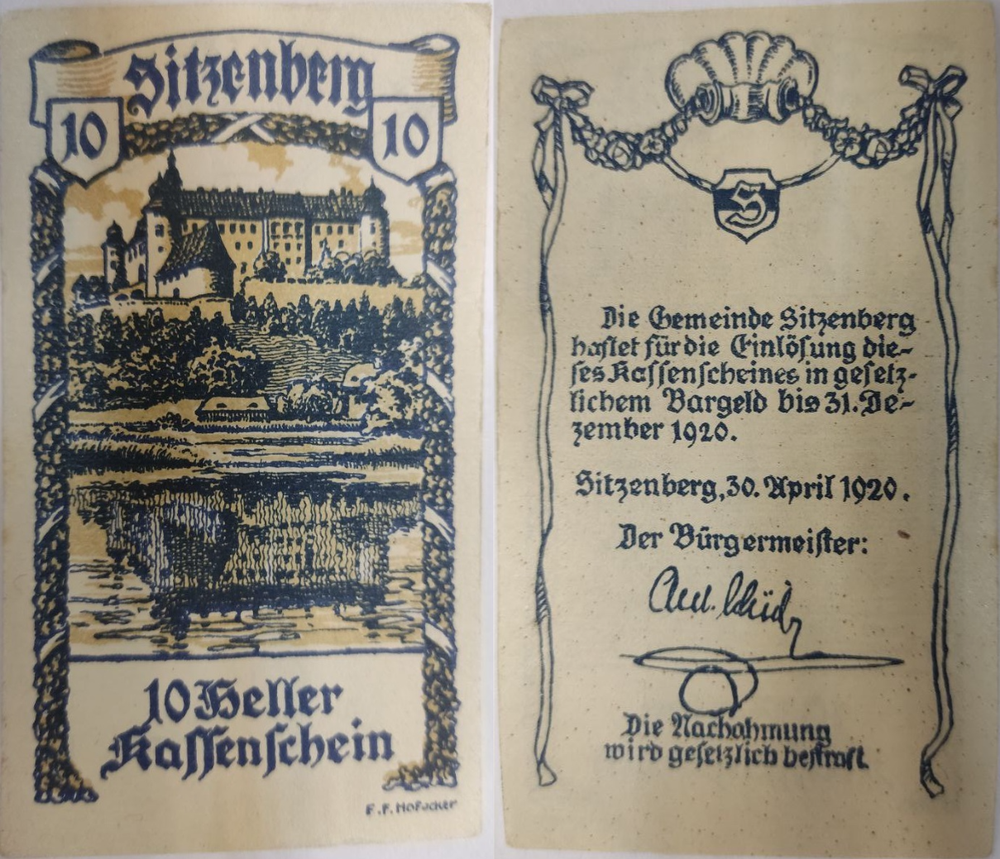 Sitzenberg
10 10
10 Heller
Kassenschein
S
Die Gemeinde Sitzenberg
haftet für die Einlösung die-
ses Kassenscheines in gesetz-
lichem Bargeld bis 31. De-
zember 1920.
Sitzenberg, 30. April 1920.
Der Bürgermeister:
Die Nachahmung
wird gesetzlich bestraft.